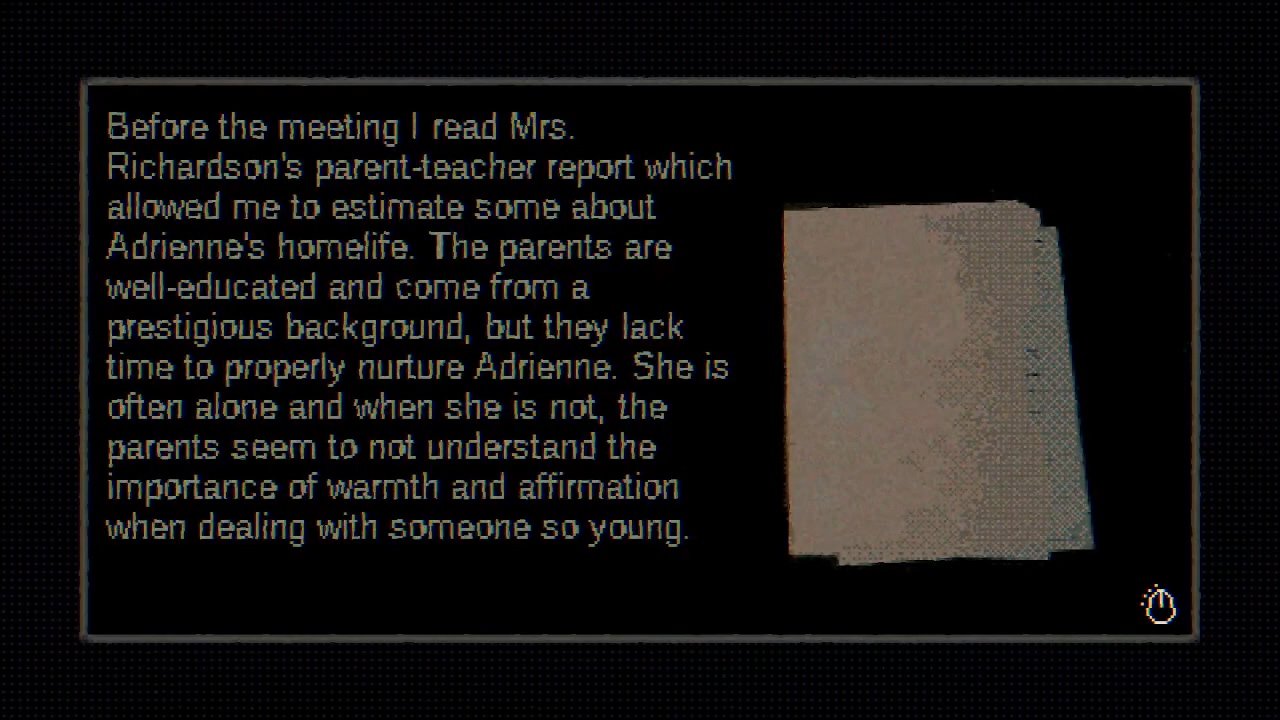 Before the meeting I read Mrs.
Richardson's parent-teacher report which
allowed me to estimate some about
Adrienne's homelife. The parents are
well-educated and come from a
prestigious background, but they lack
time to properly nurture Adrienne. She is
often alone and when she is not, the
parents seem to not understand the
importance of warmth and affirmation
when dealing with someone so young.